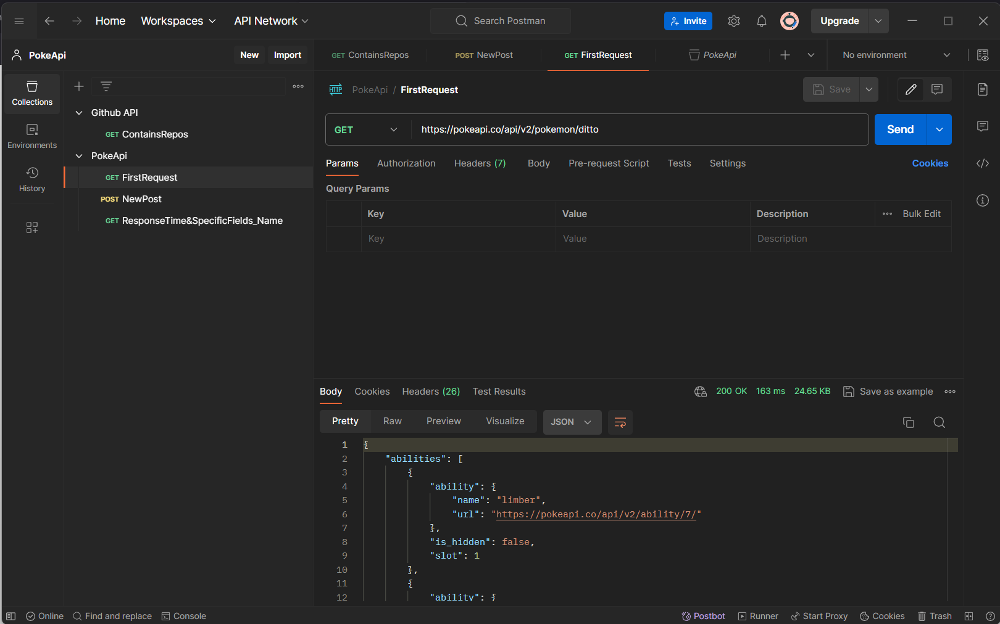 Home Workspaces API Network Search Postman Invite Upgrade
PokeApi New Import GET ContainsRepos POST NewPost GET FirstRequest PokeApi No environment
Collections
Environments
History
Github API
GET ContainsRepos
PokeApi
GET FirstRequest
POST NewPost
GET ResponseTime&SpecificFields_Name
HTTP PokeApi / FirstRequest Save
GET https://pokeapi.co/api/v2/pokemon/ditto Send
Params Authorization Headers (7) Body Pre-request Script Tests Settings Cookies
Query Params
Key Value Description Bulk Edit
Key Value Description
Body Cookies Headers (26) Test Results 200 OK 163 ms 24.65 KB Save as example
Pretty Raw Preview Visualize JSON
1 {
2 "abilities": [
3 {
4 "ability": {
5 "name": "limber",
6 "url": "https://pokeapi.co/api/v2/ability/7/"
7 },
8 "is_hidden": false,
9 "slot": 1
10 },
11 {
12 "ability": {
Online Find and replace Console Postbot Runner Start Proxy Cookies Trash